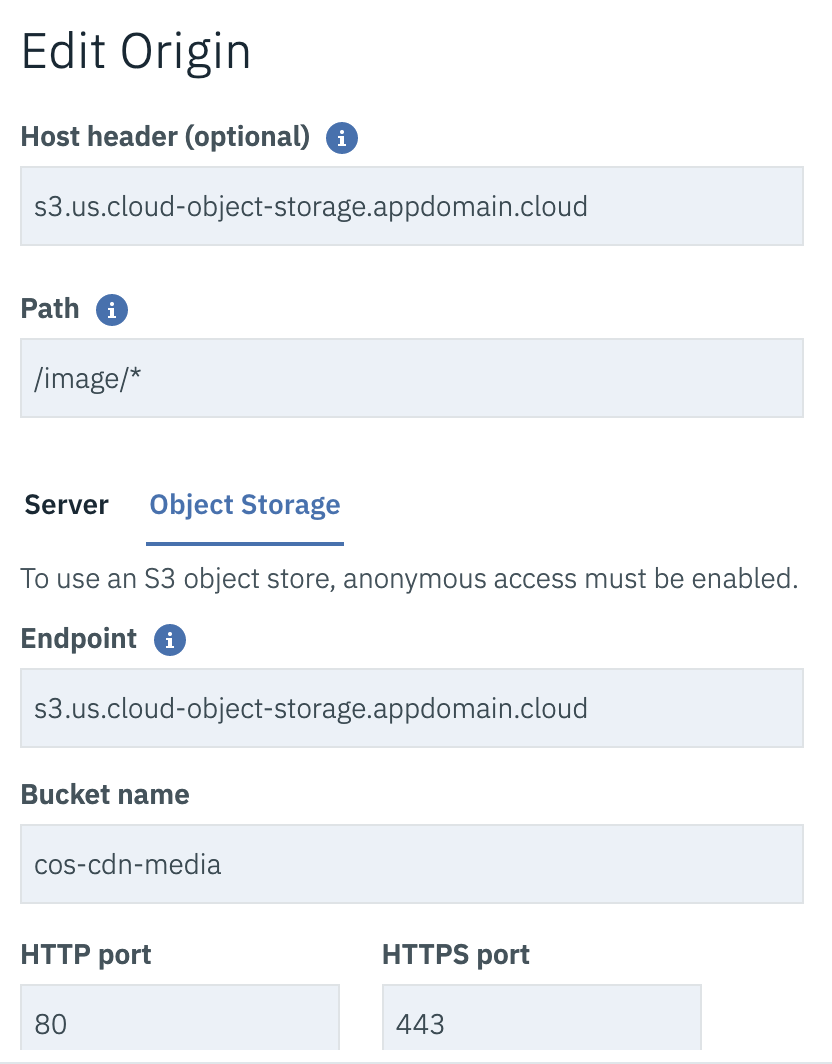 Edit Origin
Host header (optional)
s3.us.cloud-object-storage.appdomain.cloud
Path
/image/*
Server Object Storage
To use an S3 object store, anonymous access must be enabled.
Endpoint
s3.us.cloud-object-storage.appdomain.cloud
Bucket name
cos-cdn-media
HTTP port HTTPS port
80 443